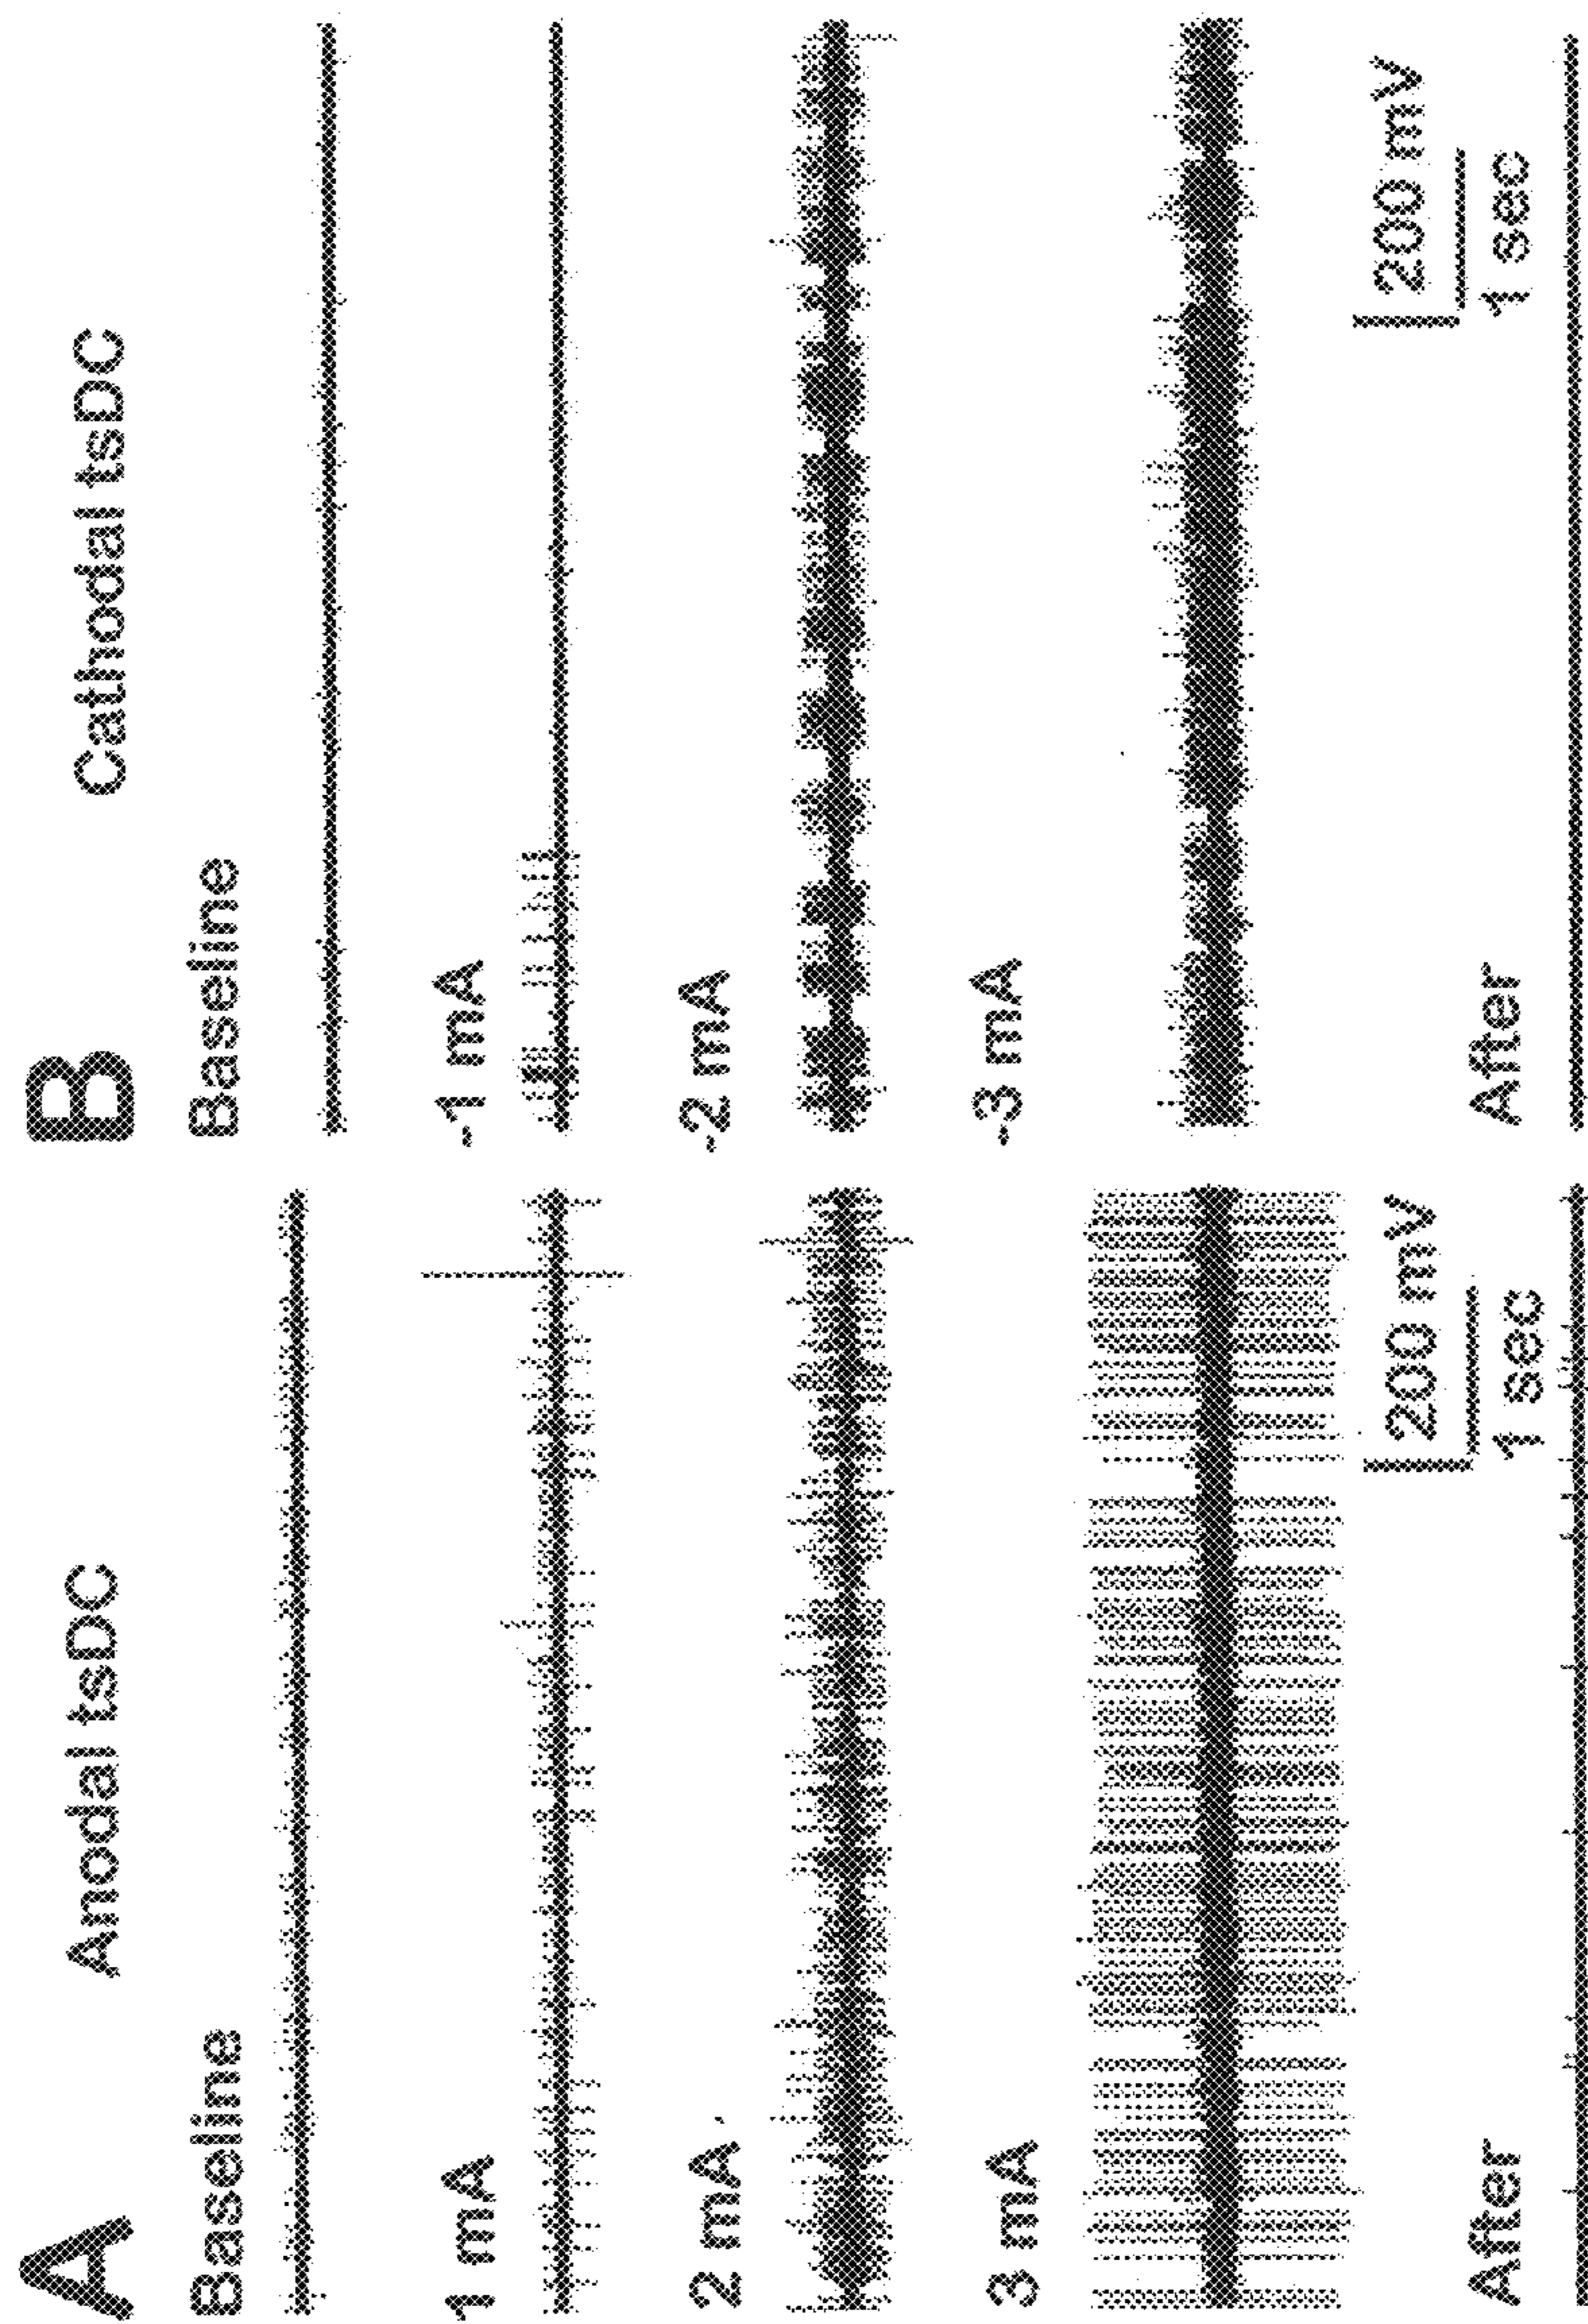 A
Anodal tsDC
Baseline
1 mA
2 mA
3 mA
200 mV
1 sec
After
B
Cathodal tsDC
Baseline
-1 mA
-2 mA
-3 mA
200 mV
1 sec
After